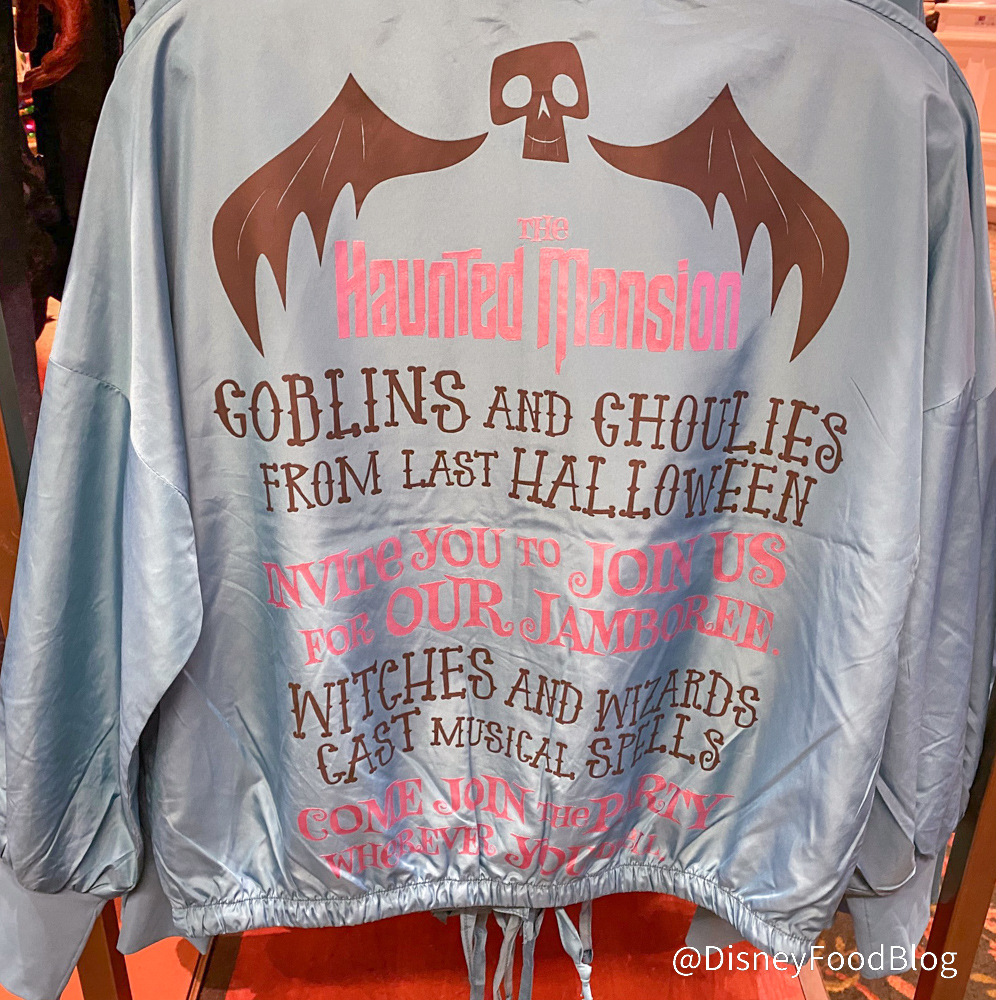 THE
Haunted Mansion
GOBLINS AND GHOULIES
FROM LAST HALLOWEEN
INVITE YOU TO JOIN US
FOR OUR JAMBOREE.
WITCHES AND WIZARDS
CAST MUSICAL SPELLS
COME JOIN THE PARTY
WHEREVER YOU
@DisneyFoodBlog